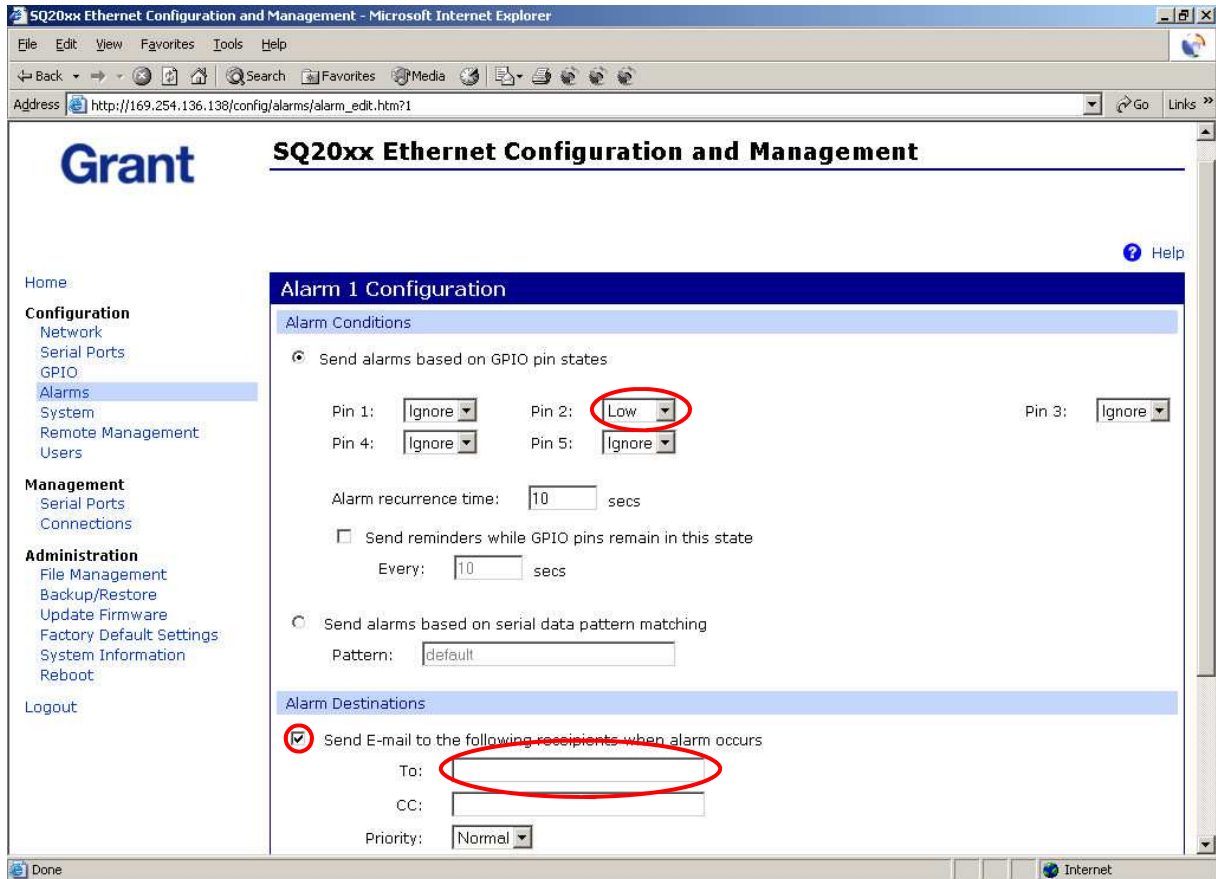 SQ20xx Ethernet Configuration and Management - Microsoft Internet Explorer
File Edit View Favorites Tools Help
Back Search Favorites Media
Address http://169.254.136.138/config/alarms/alarm_edit.htm?1 Go Links »
Grant
SQ20xx Ethernet Configuration and Management
? Help
Home
Configuration
Network
Serial Ports
GPIO
Alarms
System
Remote Management
Users
Management
Serial Ports
Connections
Administration
File Management
Backup/Restore
Update Firmware
Factory Default Settings
System Information
Reboot
Logout
Alarm 1 Configuration
Alarm Conditions
Send alarms based on GPIO pin states
Pin 1: Ignore Pin 2: Low Pin 3: Ignore
Pin 4: Ignore Pin 5: Ignore
Alarm recurrence time: 10 secs
Send reminders while GPIO pins remain in this state
Every: 10 secs
Send alarms based on serial data pattern matching
Pattern: default
Alarm Destinations
Send E-mail to the following receipients when alarm occurs
To:
CC:
Priority: Normal
Done Internet